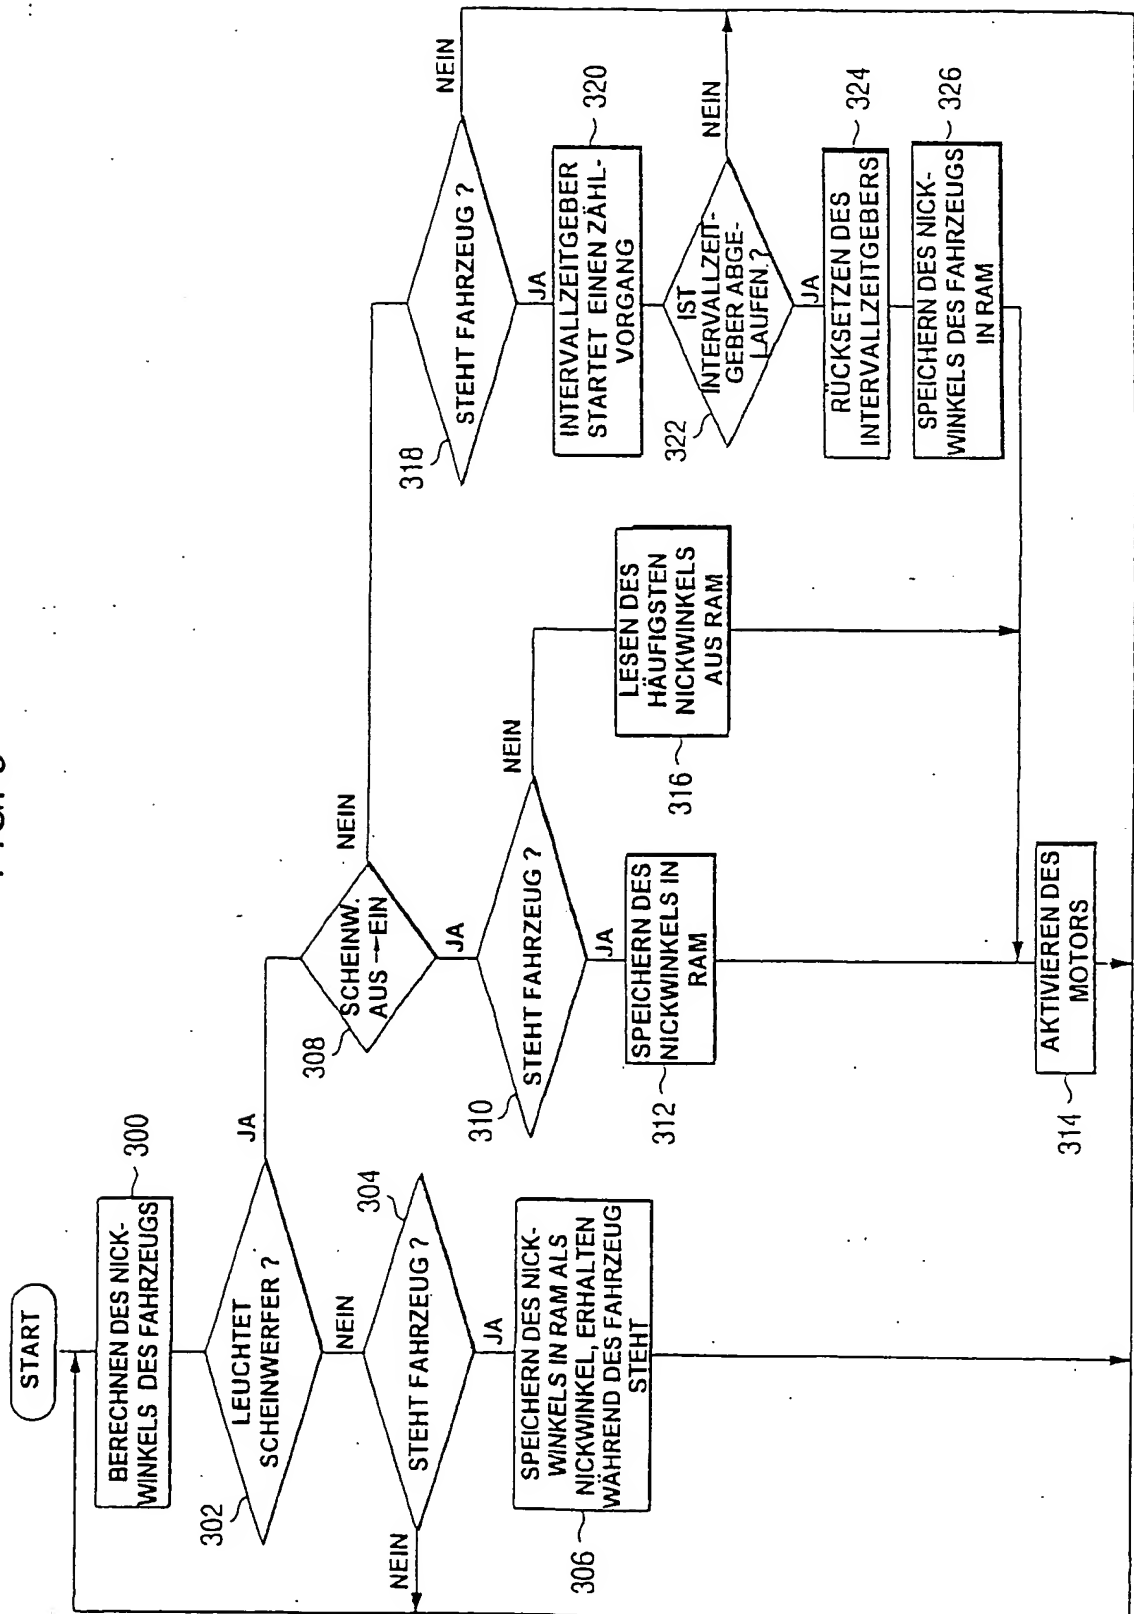 START
BERECHNEN DES NICK-
WINKELS DES FAHRZEUGS
300
LEUCHTET
SCHEINWERFER ?
302
JA
NEIN
STEHT FAHRZEUG ?
304
NEIN
JA
SPEICHERN DES NICK-
WINKELS IN RAM ALS
NICKWINKEL, ERHALTEN
WÄHREND DES FAHRZEUG
STEHT
306
SCHEINW.
AUS → EIN
308
NEIN
JA
STEHT FAHRZEUG ?
310
NEIN
JA
SPEICHERN DES
NICKWINKELS IN
RAM
312
AKTIVIEREN DES
MOTORS
314
LESEN DES
HÄUFIGSTEN
NICKWINKELS
AUS RAM
316
STEHT FAHRZEUG ?
318
NEIN
JA
INTERVALLZEITGEBER
STARTET EINEN ZÄHL-
VORGANG
320
IST
INTERVALLZEIT-
GEBER ABGE-
LAUFEN ?
322
NEIN
JA
RÜCKSETZEN DES
INTERVALLZEITGEBERS
324
SPEICHERN DES NICK-
WINKELS DES FAHRZEUGS
IN RAM
326